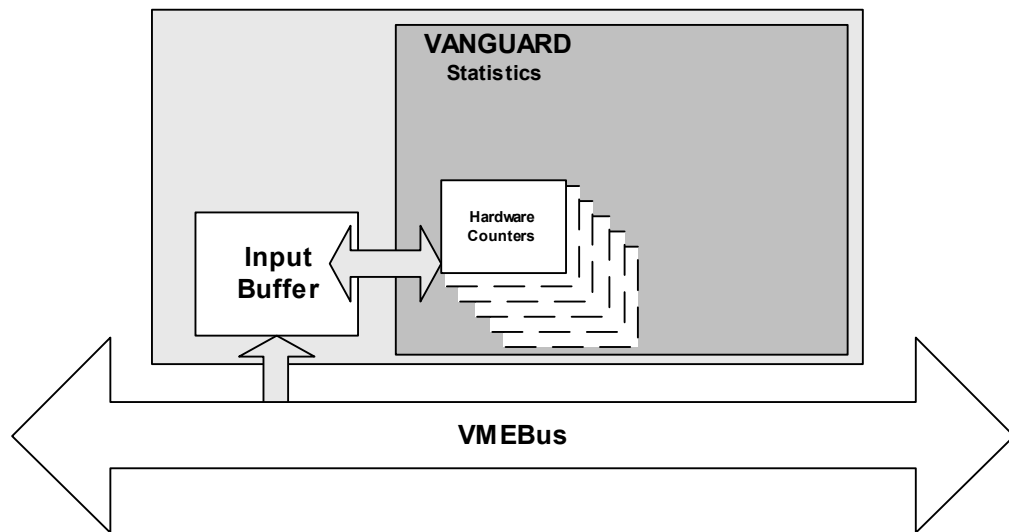 VANGUARD
Statistics
Hardware
Counters
Input
Buffer
VMEBus